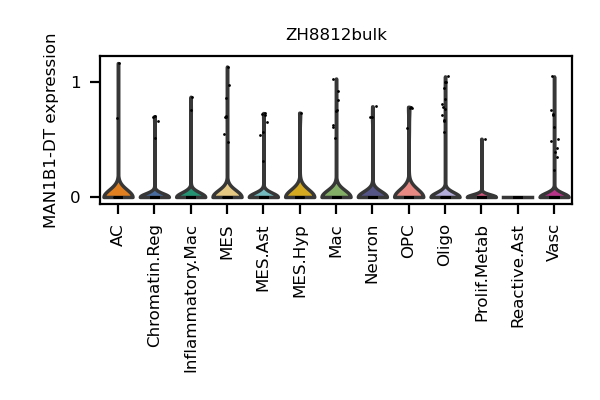 ZH8812bulk
MAN1B1-DT expression
1
0
AC
Chromatin.Reg
Inflammatory.Mac
MES
MES.Ast
MES.Hyp
Mac
Neuron
OPC
Oligo
Prolif.Metab
Reactive.Ast
Vasc